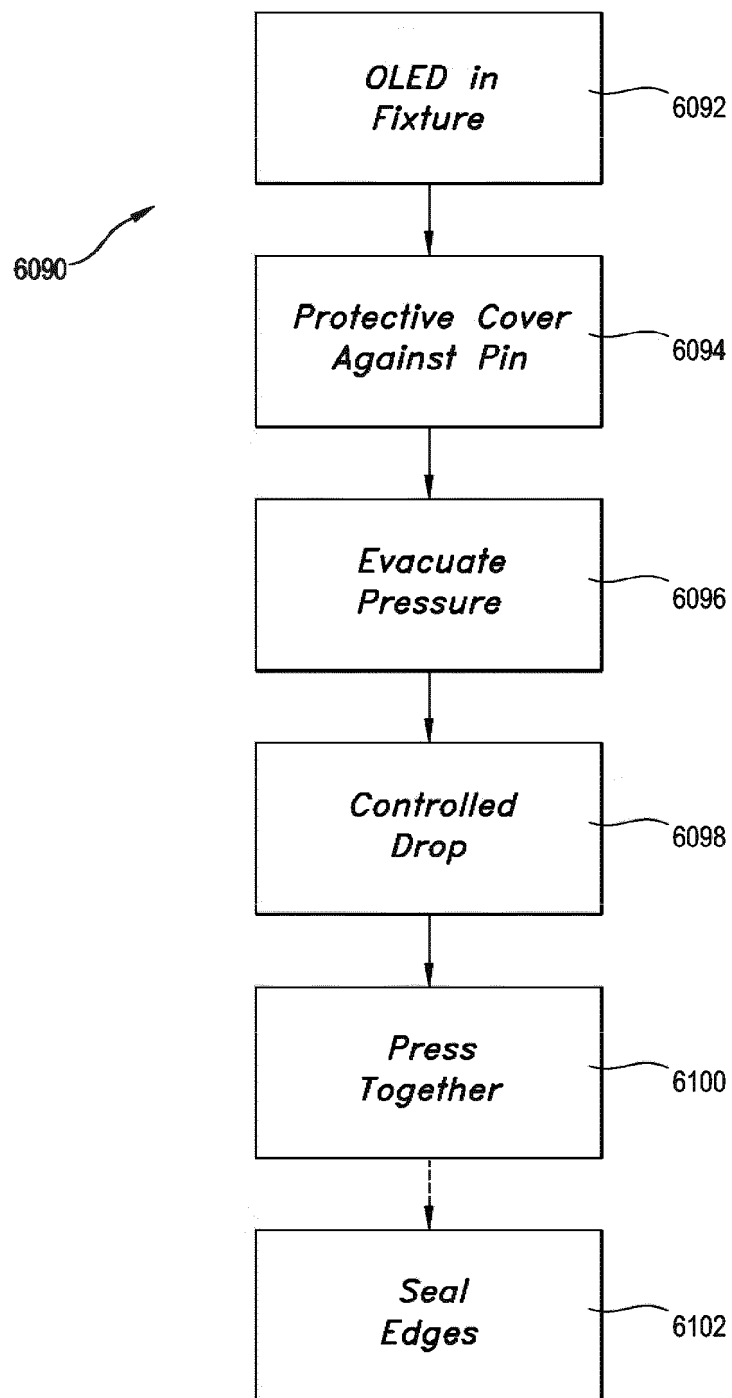 OLED in
Fixture
6092
6090
Protective Cover
Against Pin
6094
Evacuate
Pressure
6096
Controlled
Drop
6098
Press
Together
6100
Seal
Edges
6102